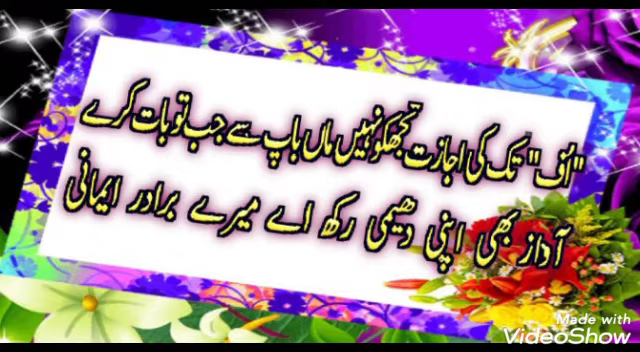 "اُف" تک کی اجازت تجھکو نہیں ماں باپ سے جب تو بات کرے
آداز بھی اپنی دھیمی رکھ اے میرے برادر ایمانی
Made with
VideoShow